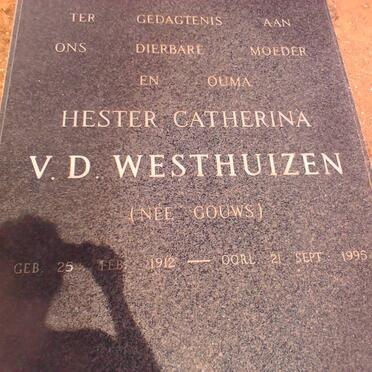 TER GEDAGTENIS AAN
ONS DIERBARE MOEDER
EN OUMA
HESTER CATHERINA
V. D. WESTHUIZEN
(NÉE GOUWS)
GEB. 25 FEB. 1912 — OORL 21 SEPT 1995